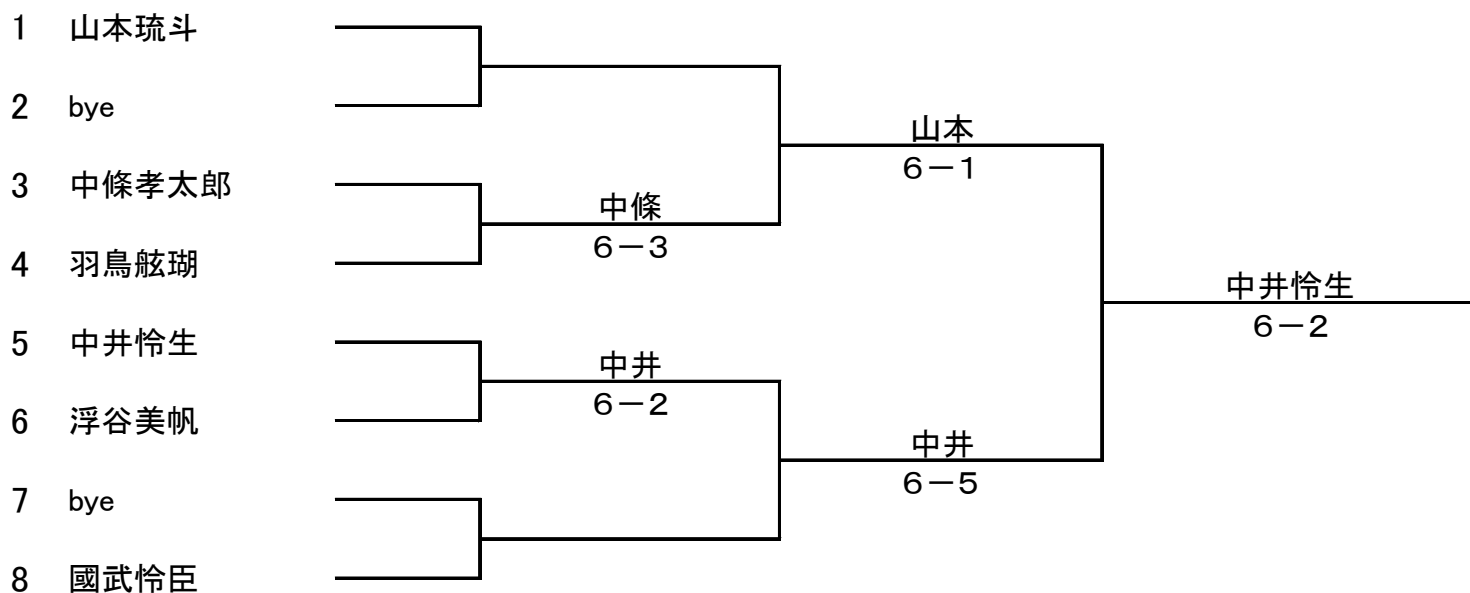 1 山本琉斗
2 bye
山本
6－1
3 中條孝太郎
中條
6－3
4 羽鳥舷瑚
中井怜生
6－2
5 中井怜生
中井
6－2
6 浮谷美帆
中井
6－5
7 bye
8 國武怜臣